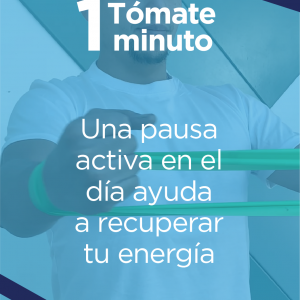 1 Tómate
minuto
Una pausa
activa en el
día ayuda
a recuperar
tu energía